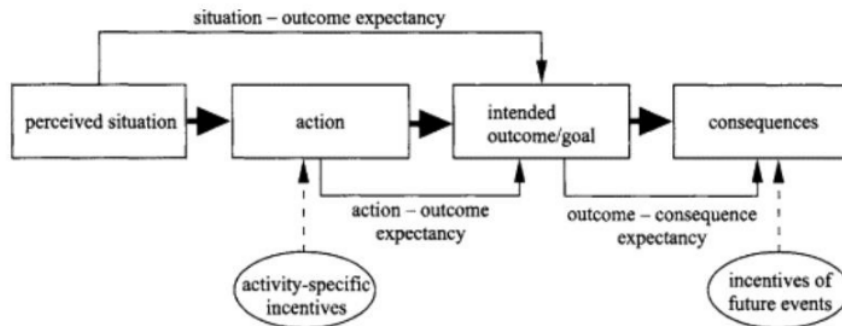 situation – outcome expectancy
perceived situation
action
intended
outcome/goal
consequences
action – outcome
expectancy
outcome – consequence
expectancy
activity-specific
incentives
incentives of
future events